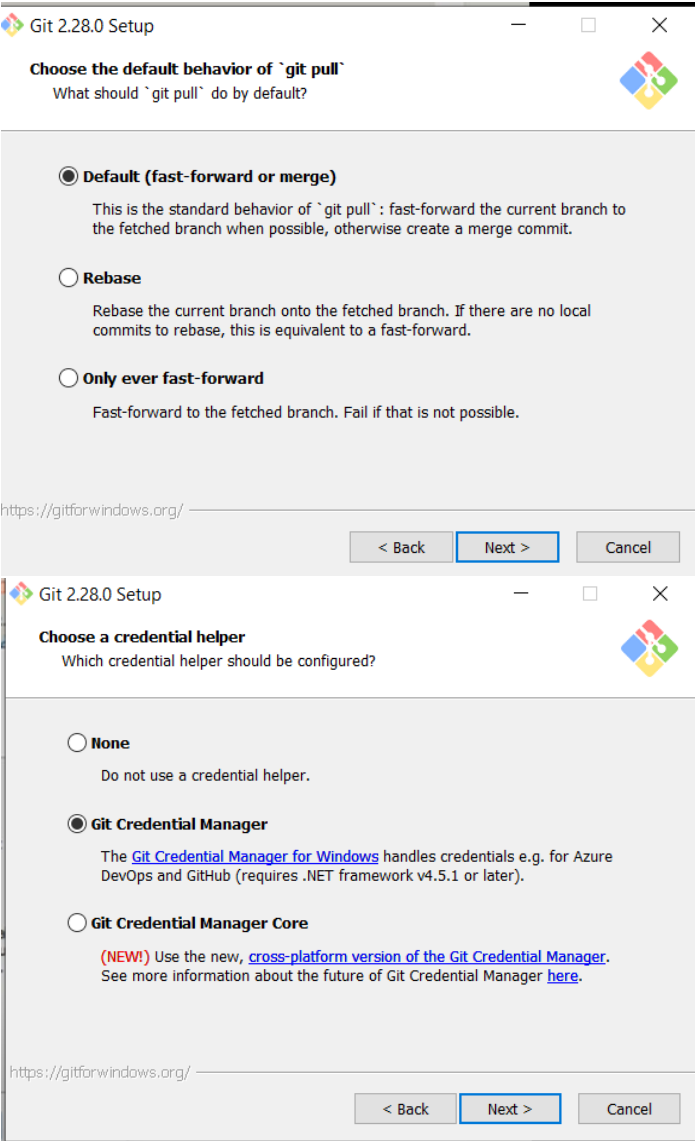 Git 2.28.0 Setup
Choose the default behavior of `git pull`
What should `git pull` do by default?
Default (fast-forward or merge)
This is the standard behavior of `git pull`: fast-forward the current branch to
the fetched branch when possible, otherwise create a merge commit.
Rebase
Rebase the current branch onto the fetched branch. If there are no local
commits to rebase, this is equivalent to a fast-forward.
Only ever fast-forward
Fast-forward to the fetched branch. Fail if that is not possible.
https://gitforwindows.org/
< Back Next > Cancel
Git 2.28.0 Setup
Choose a credential helper
Which credential helper should be configured?
None
Do not use a credential helper.
Git Credential Manager
The Git Credential Manager for Windows handles credentials e.g. for Azure
DevOps and GitHub (requires .NET framework v4.5.1 or later).
Git Credential Manager Core
(NEW!) Use the new, cross-platform version of the Git Credential Manager.
See more information about the future of Git Credential Manager here.
https://gitforwindows.org/
< Back Next > Cancel